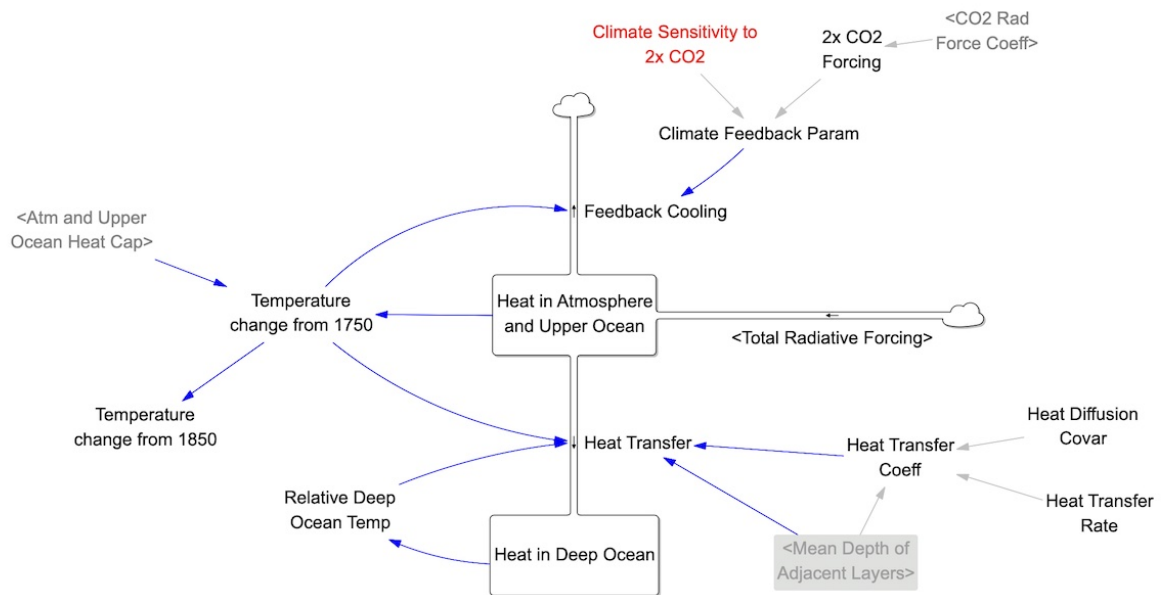 Climate Sensitivity to
2x CO2
2x CO2
Forcing
<CO2 Rad
Force Coeff>
Climate Feedback Param
Feedback Cooling
<Atm and Upper
Ocean Heat Cap>
Temperature
change from 1750
Heat in Atmosphere
and Upper Ocean
<Total Radiative Forcing>
Temperature
change from 1850
Heat Transfer
Heat Transfer
Coeff
Heat Diffusion
Covar
Heat Transfer
Rate
Relative Deep
Ocean Temp
Heat in Deep Ocean
<Mean Depth of
Adjacent Layers>